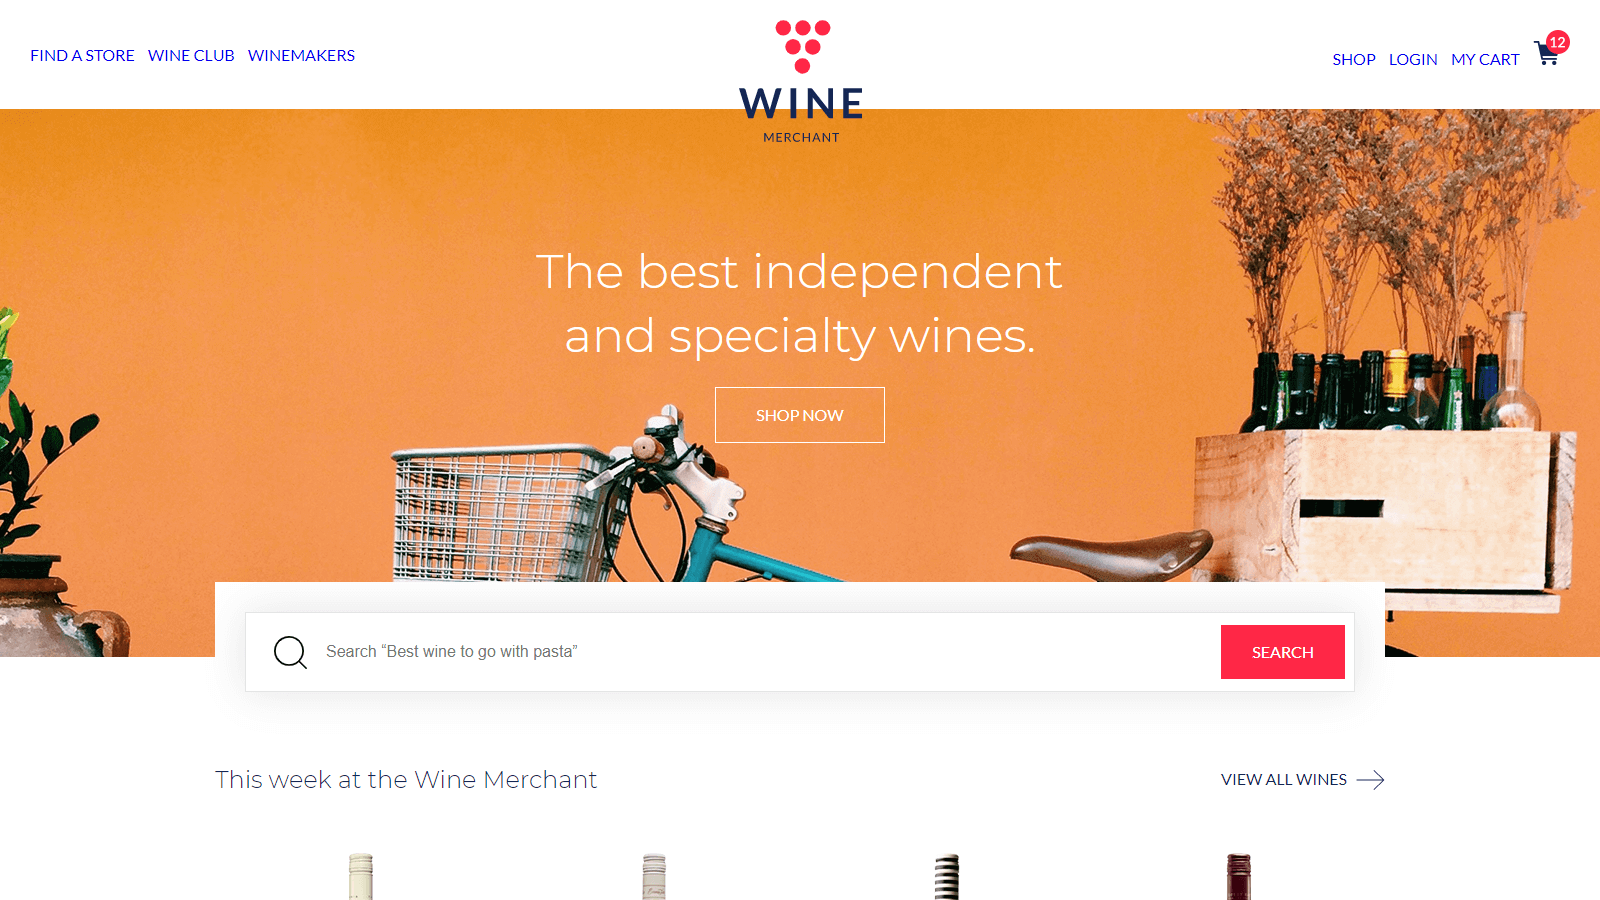 FIND A STORE WINE CLUB WINEMAKERS
WINE
MERCHANT
SHOP LOGIN MY CART 12
The best independent
and specialty wines.
SHOP NOW
Search “Best wine to go with pasta”
SEARCH
This week at the Wine Merchant
VIEW ALL WINES